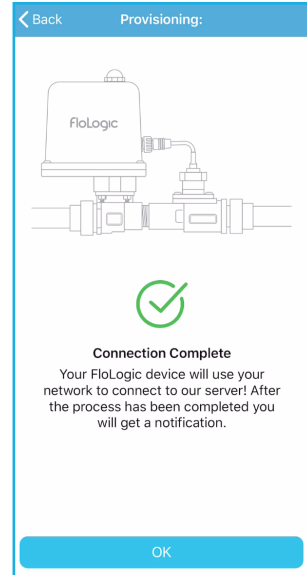 Back
Provisioning:
FloLogic
Connection Complete
Your FloLogic device will use your
network to connect to our server! After
the process has been completed you
will get a notification.
OK